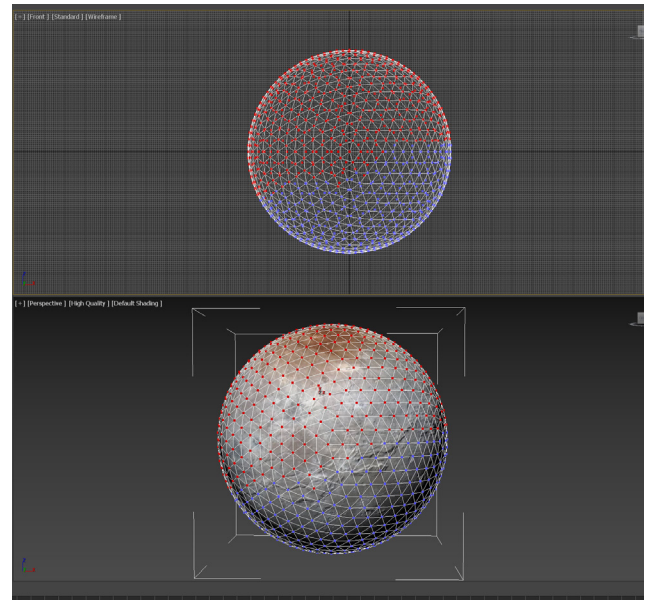 [+] [Front] [Standard] [Wireframe]
[+] [Perspective] [High Quality] [Default Shading]